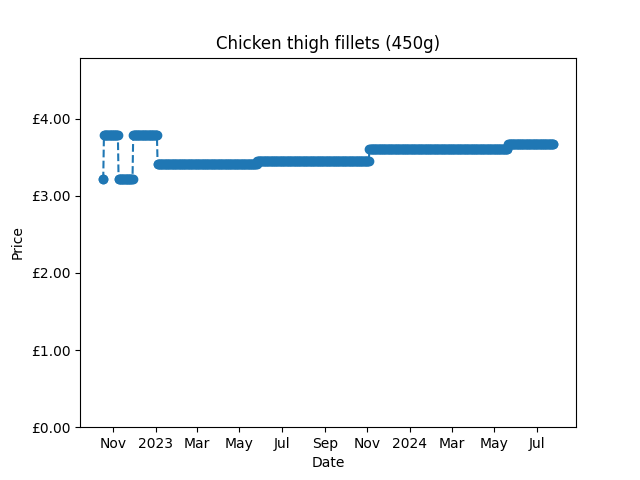 Chicken thigh fillets (450g)
£4.00
£3.00
£2.00
£1.00
£0.00
Price
Nov 2023 Mar May Jul Sep Nov 2024 Mar May Jul
Date